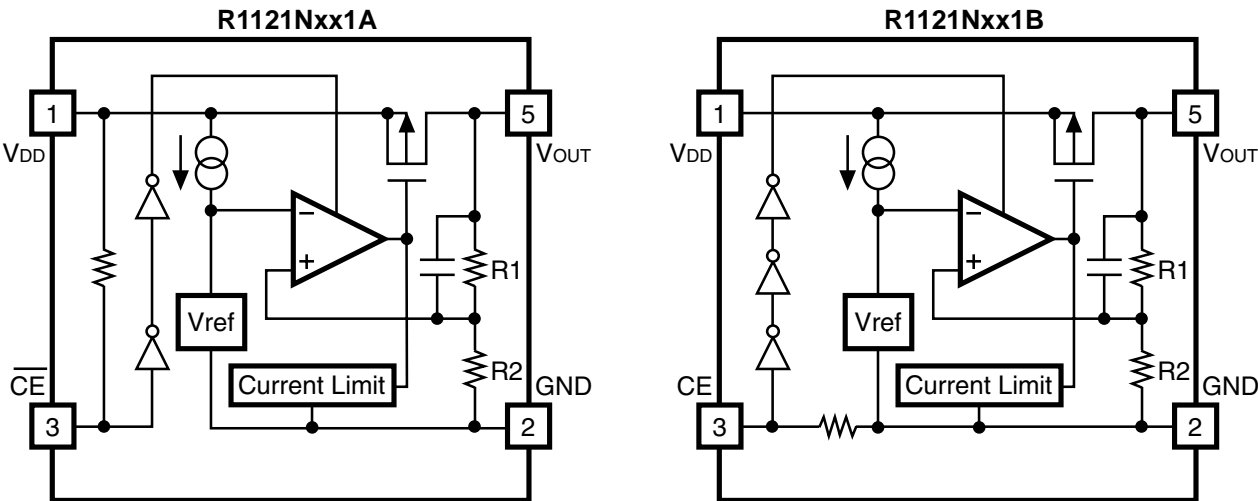 R1121Nxx1A
1
VDD
5
VOUT
−
+
R1
Vref
R2
Current Limit
C̅E̅
3
GND
2
R1121Nxx1B
1
VDD
5
VOUT
−
+
R1
Vref
R2
Current Limit
CE
3
GND
2